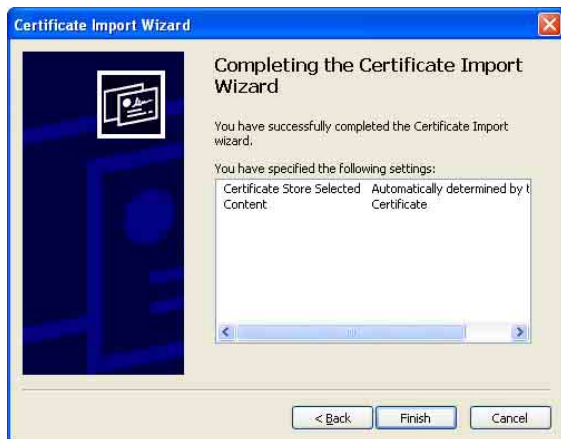 Certificate Import Wizard
Completing the Certificate Import
Wizard
You have successfully completed the Certificate Import
wizard.
You have specified the following settings:
Certificate Store Selected Automatically determined by t
Content Certificate
< Back Finish Cancel